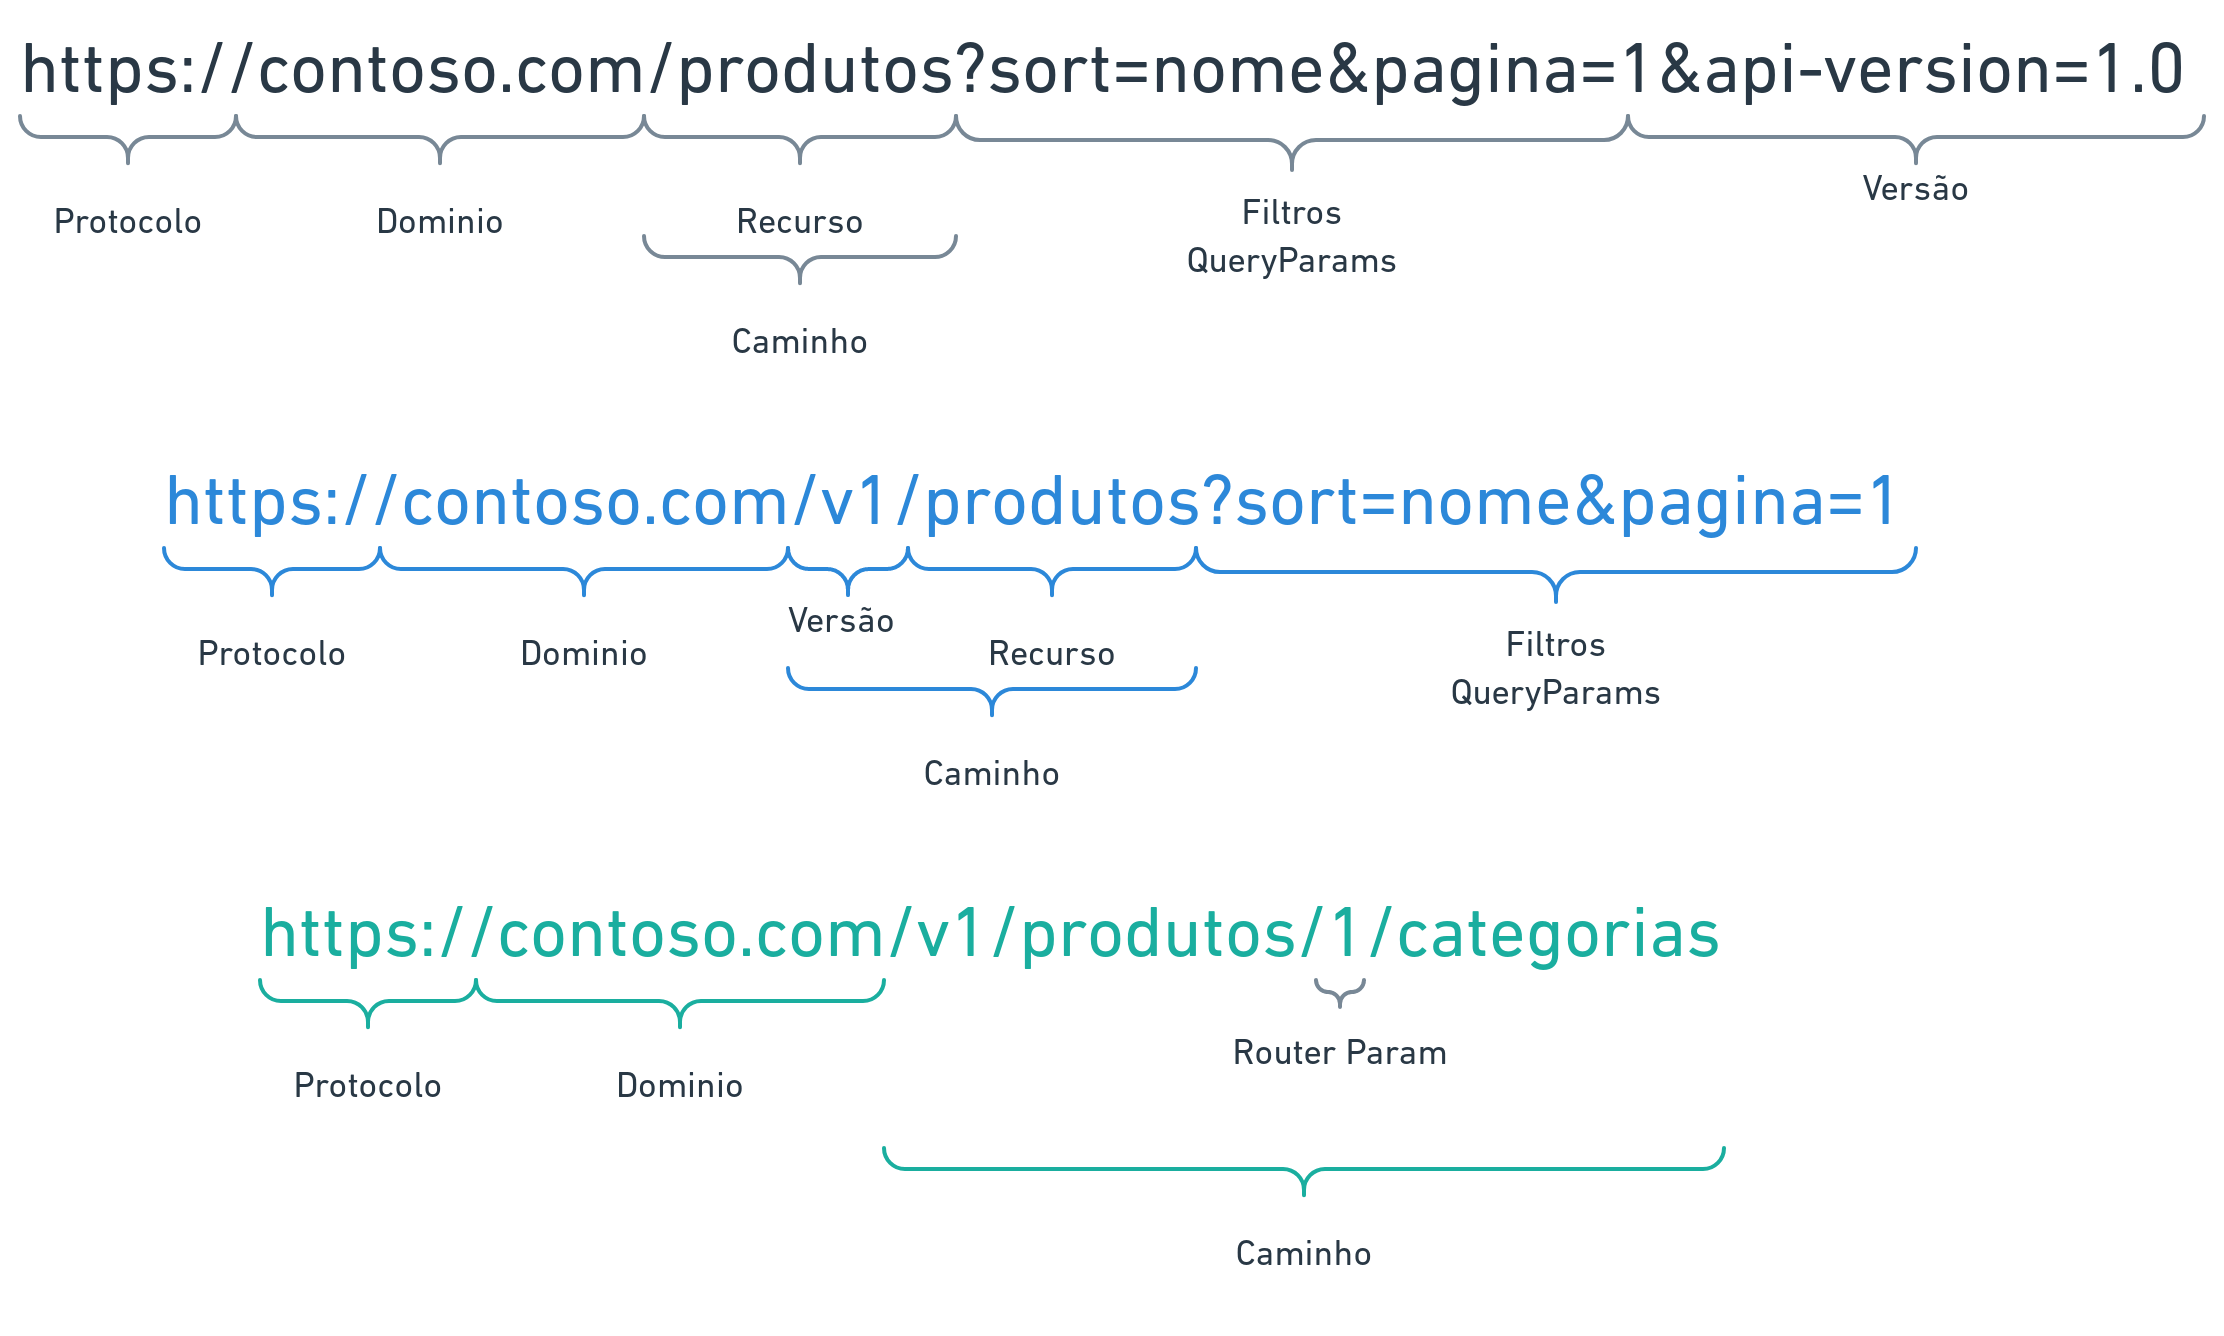 https://contoso.com/produtos?sort=nome&pagina=1&api-version=1.0
Protocolo
Dominio
Recurso
Filtros
QueryParams
Versão
Caminho
https://contoso.com/v1/produtos?sort=nome&pagina=1
Protocolo
Dominio
Versão
Recurso
Filtros
QueryParams
Caminho
https://contoso.com/v1/produtos/1/categorias
Protocolo
Dominio
Router Param
Caminho